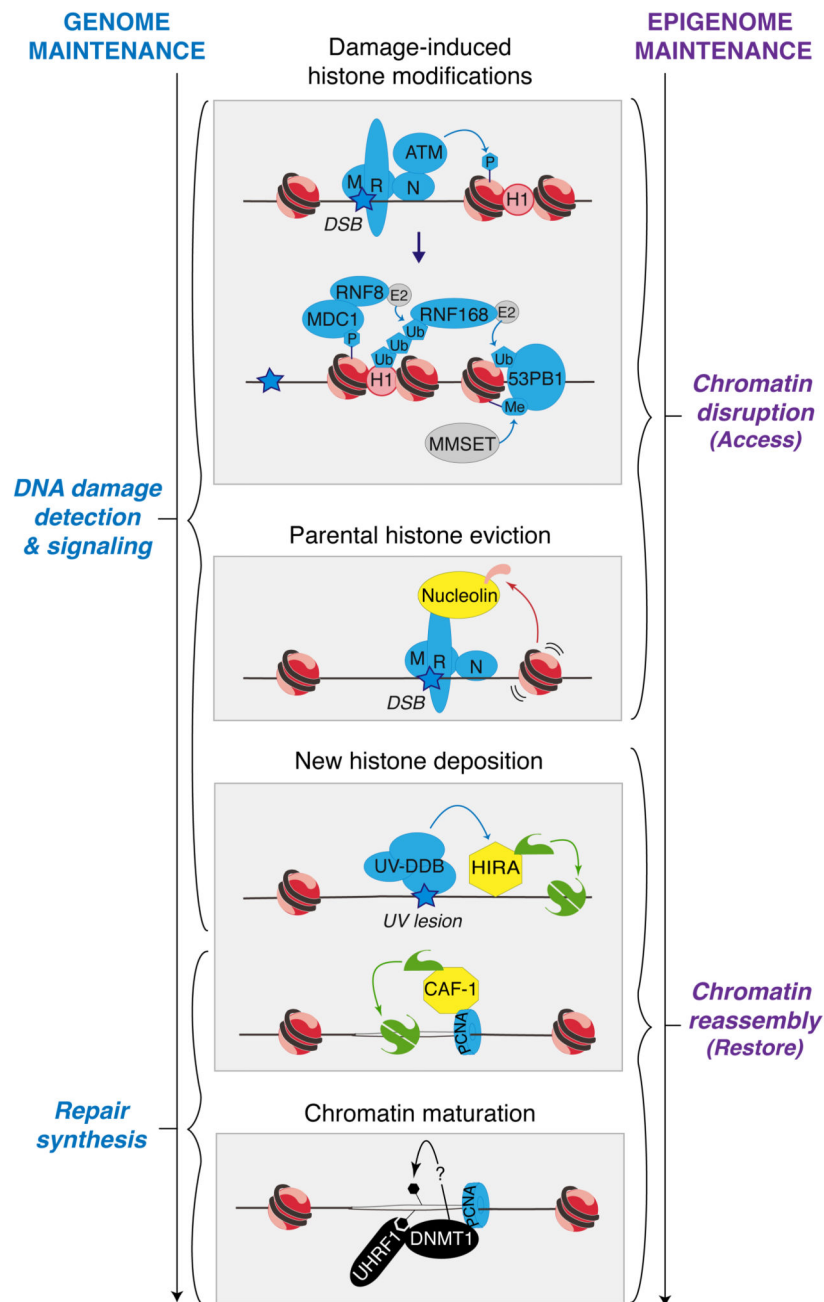 GENOME
MAINTENANCE
EPIGENOME
MAINTENANCE
Damage-induced
histone modifications
ATM
P
M
R
N
H1
DSB
RNF8
E2
RNF168
E2
MDC1
Ub
Ub
P
Ub
Ub
H1
53PB1
Me
MMSET
Chromatin
disruption
(Access)
DNA damage
detection
& signaling
Parental histone eviction
Nucleolin
M
R
N
DSB
New histone deposition
UV-DDB
HIRA
UV lesion
CAF-1
PCNA
Chromatin
reassembly
(Restore)
Repair
synthesis
Chromatin maturation
?
PCNA
UHRF1
DNMT1